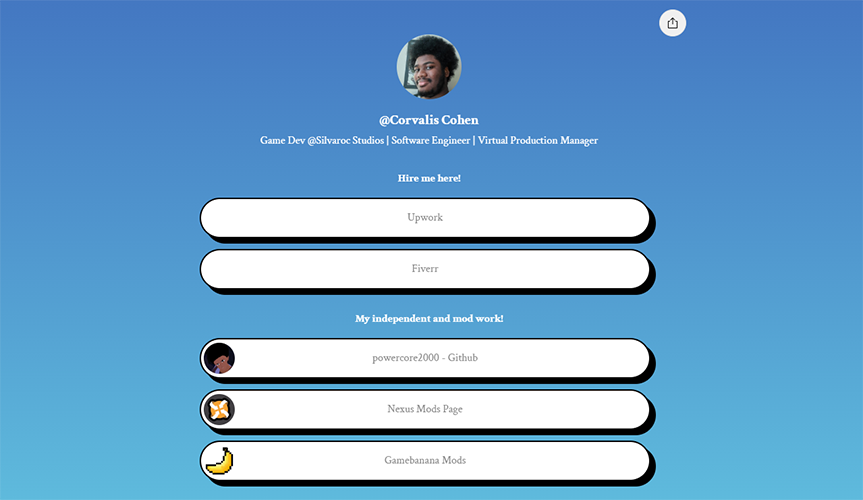 @Corvalis Cohen
Game Dev @Silvaroc Studios | Software Engineer | Virtual Production Manager
Hire me here!
Upwork
Fiverr
My independent and mod work!
powercore2000 - Github
Nexus Mods Page
Gamebanana Mods